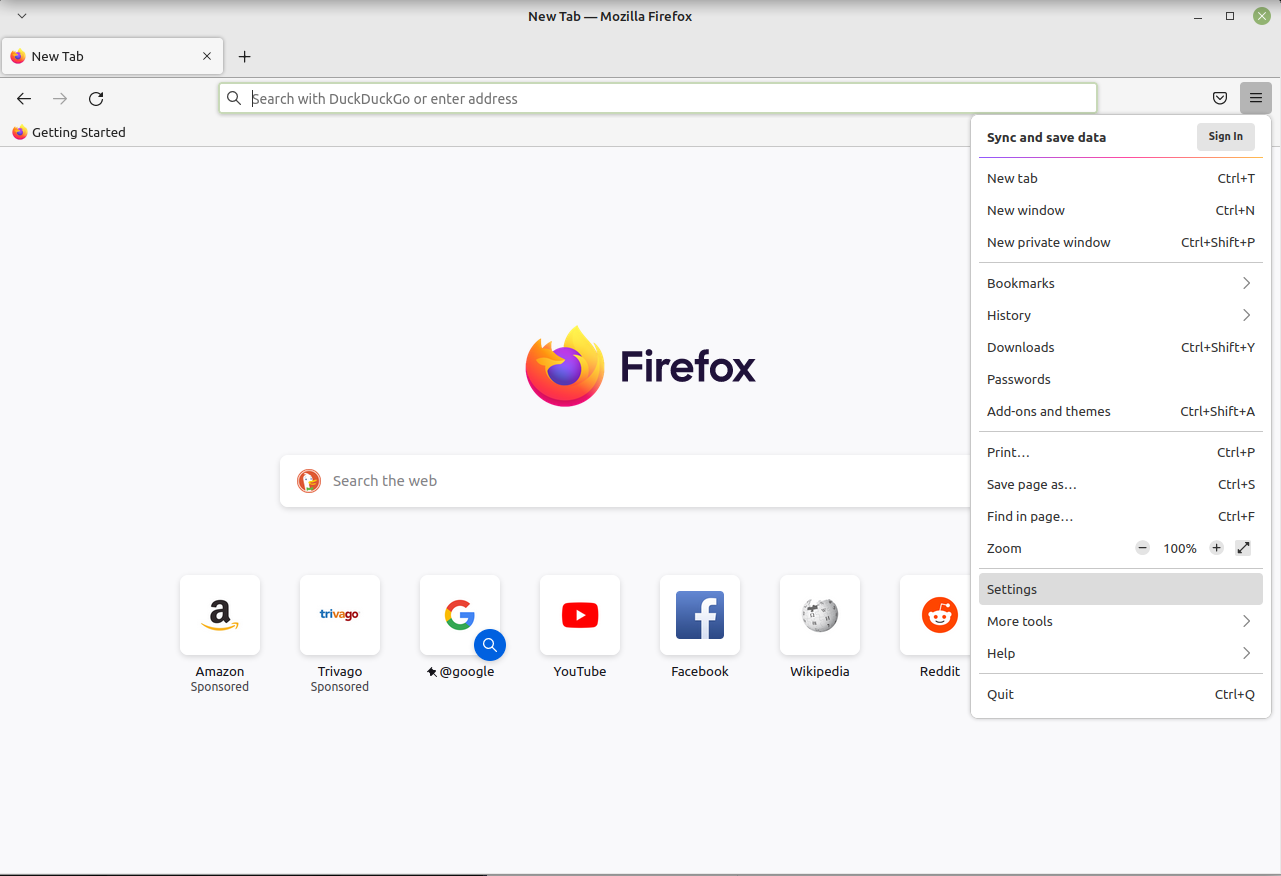 New Tab — Mozilla Firefox
New Tab
Search with DuckDuckGo or enter address
Getting Started
Sync and save data Sign In
New tab Ctrl+T
New window Ctrl+N
New private window Ctrl+Shift+P
Bookmarks
History
Downloads Ctrl+Shift+Y
Passwords
Add-ons and themes Ctrl+Shift+A
Print… Ctrl+P
Save page as… Ctrl+S
Find in page… Ctrl+F
Zoom 100%
Settings
More tools
Help
Quit Ctrl+Q
Firefox
Search the web
a
trivago
G
f
Amazon
Sponsored
Trivago
Sponsored
@google
YouTube
Facebook
Wikipedia
Reddit